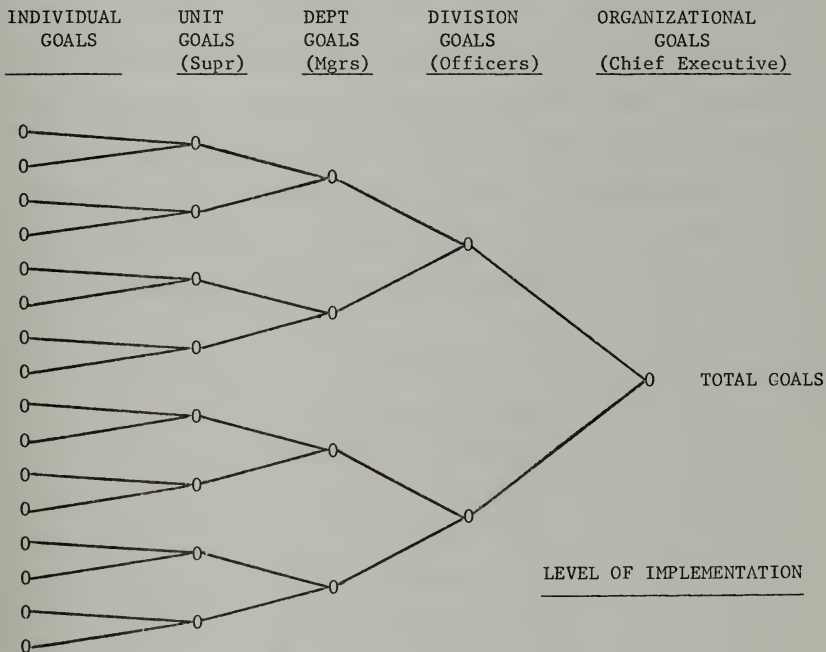 INDIVIDUAL GOALS
UNIT GOALS (Supr)
DEPT GOALS (Mgrs)
DIVISION GOALS (Officers)
ORGANIZATIONAL GOALS (Chief Executive)
TOTAL GOALS
LEVEL OF IMPLEMENTATION